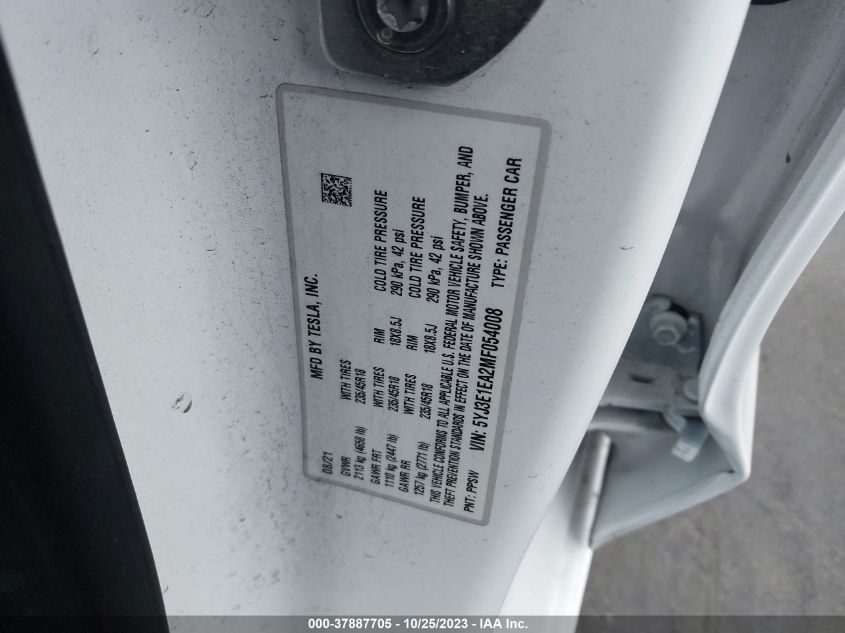 MFD BY TESLA, INC.
08/21
GVWR
2113 kg (4658 lb)
WITH TIRES
235/45R18
GAWR FRT
1110 kg (2447 lb)
WITH TIRES
235/45R18
RIM
18X8.5J
COLD TIRE PRESSURE
290 kPa, 42 psi
GAWR RR
1257 kg (2771 lb)
WITH TIRES
235/45R18
RIM
18X8.5J
COLD TIRE PRESSURE
290 kPa, 42 psi
THIS VEHICLE CONFORMS TO ALL APPLICABLE U.S. FEDERAL MOTOR VEHICLE SAFETY, BUMPER, AND
THEFT PREVENTION STANDARDS IN EFFECT ON THE DATE OF MANUFACTURE SHOWN ABOVE.
PNT: PPSW
VIN: 5YJ3E1EA2MF054008
TYPE: PASSENGER CAR
000-37887705 - 10/25/2023 - IAA Inc.